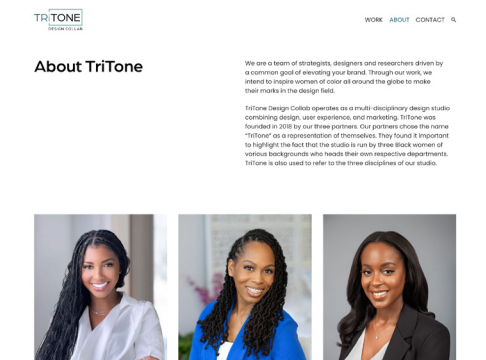 TRITONE
DESIGN COLLAB
WORK ABOUT CONTACT
About TriTone
We are a team of strategists, designers and researchers driven by
a common goal of elevating your brand. Through our work, we
intend to inspire women of color all around the globe to make
their marks in the design field.
TriTone Design Collab operates as a multi-disciplinary design studio
combining design, user experience, and marketing. TriTone was
founded in 2018 by our three partners. Our partners chose the name
“TriTone” as a representation of themselves. They found it important
to highlight the fact that the studio is run by three Black women of
various backgrounds who heads their own respective departments.
TriTone is also used to refer to the three disciplines of our studio.